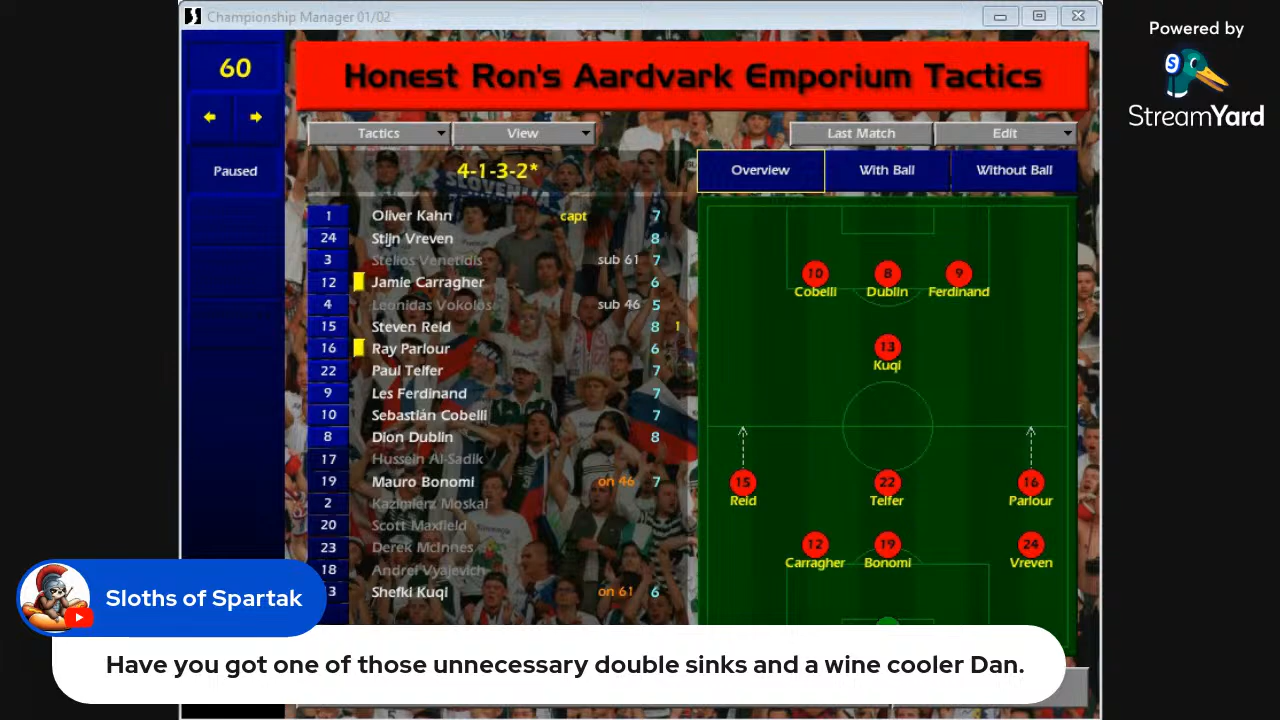 Championship Manager 01/02
Powered by
StreamYard
60
Honest Ron's Aardvark Emporium Tactics
Tactics
View
Last Match
Edit
Paused
4-1-3-2*
Overview
With Ball
Without Ball
1 Oliver Kahn capt 7
24 Stijn Vreven 8
3 Stelios Venetidis sub 61 7
12 Jamie Carragher 6
4 Leonidas Vokolos sub 46 5
15 Steven Reid 8 1
16 Ray Parlour 6
22 Paul Telfer 7
9 Les Ferdinand 7
10 Sebastián Cobelli 7
8 Dion Dublin 8
17 Hussein Al-Sadik
19 Mauro Bonomi on 46 7
2 Kazimierz Moskal
20 Scott Maxfield
23 Derek McInnes
18 Andrei Vyajevich
3 Shefki Kuqi on 61 6
10 8 9
Cobelli Dublin Ferdinand
13
Kuqi
15 22 16
Reid Telfer Parlour
12 19 24
Carragher Bonomi Vreven
Sloths of Spartak
Have you got one of those unnecessary double sinks and a wine cooler Dan.